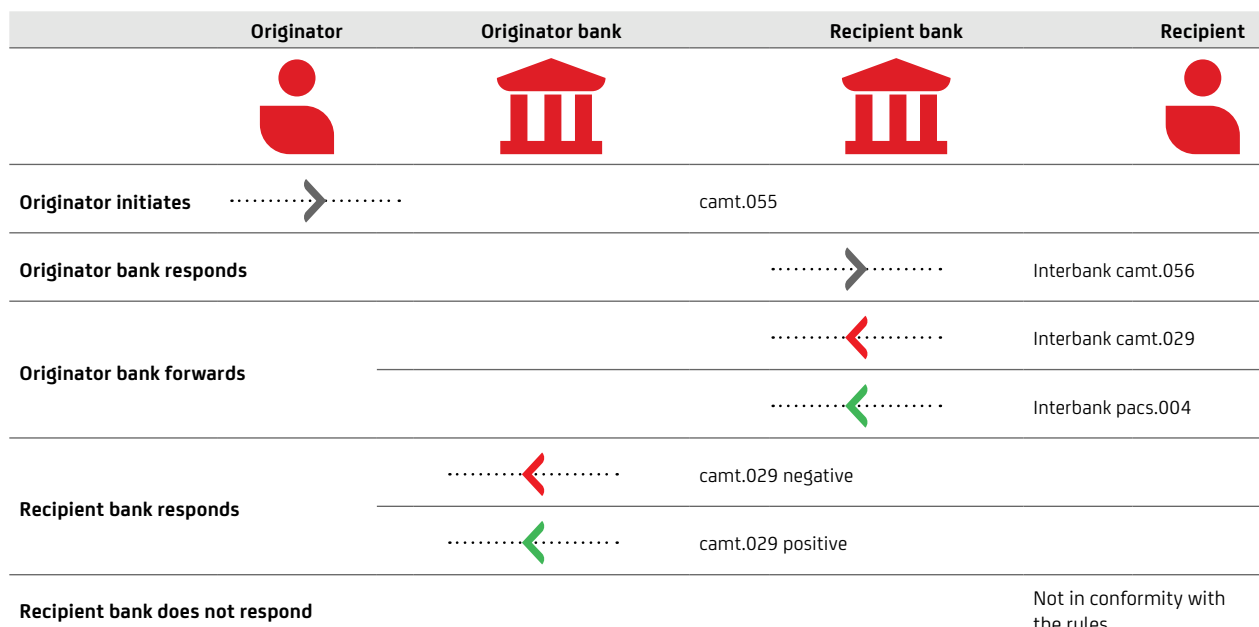 Originator Originator bank Recipient bank Recipient
Originator initiates camt.055
Originator bank responds Interbank camt.056
Originator bank forwards
Interbank camt.029
Interbank pacs.004
Recipient bank responds
camt.029 negative
camt.029 positive
Recipient bank does not respond
Not in conformity with
the rules